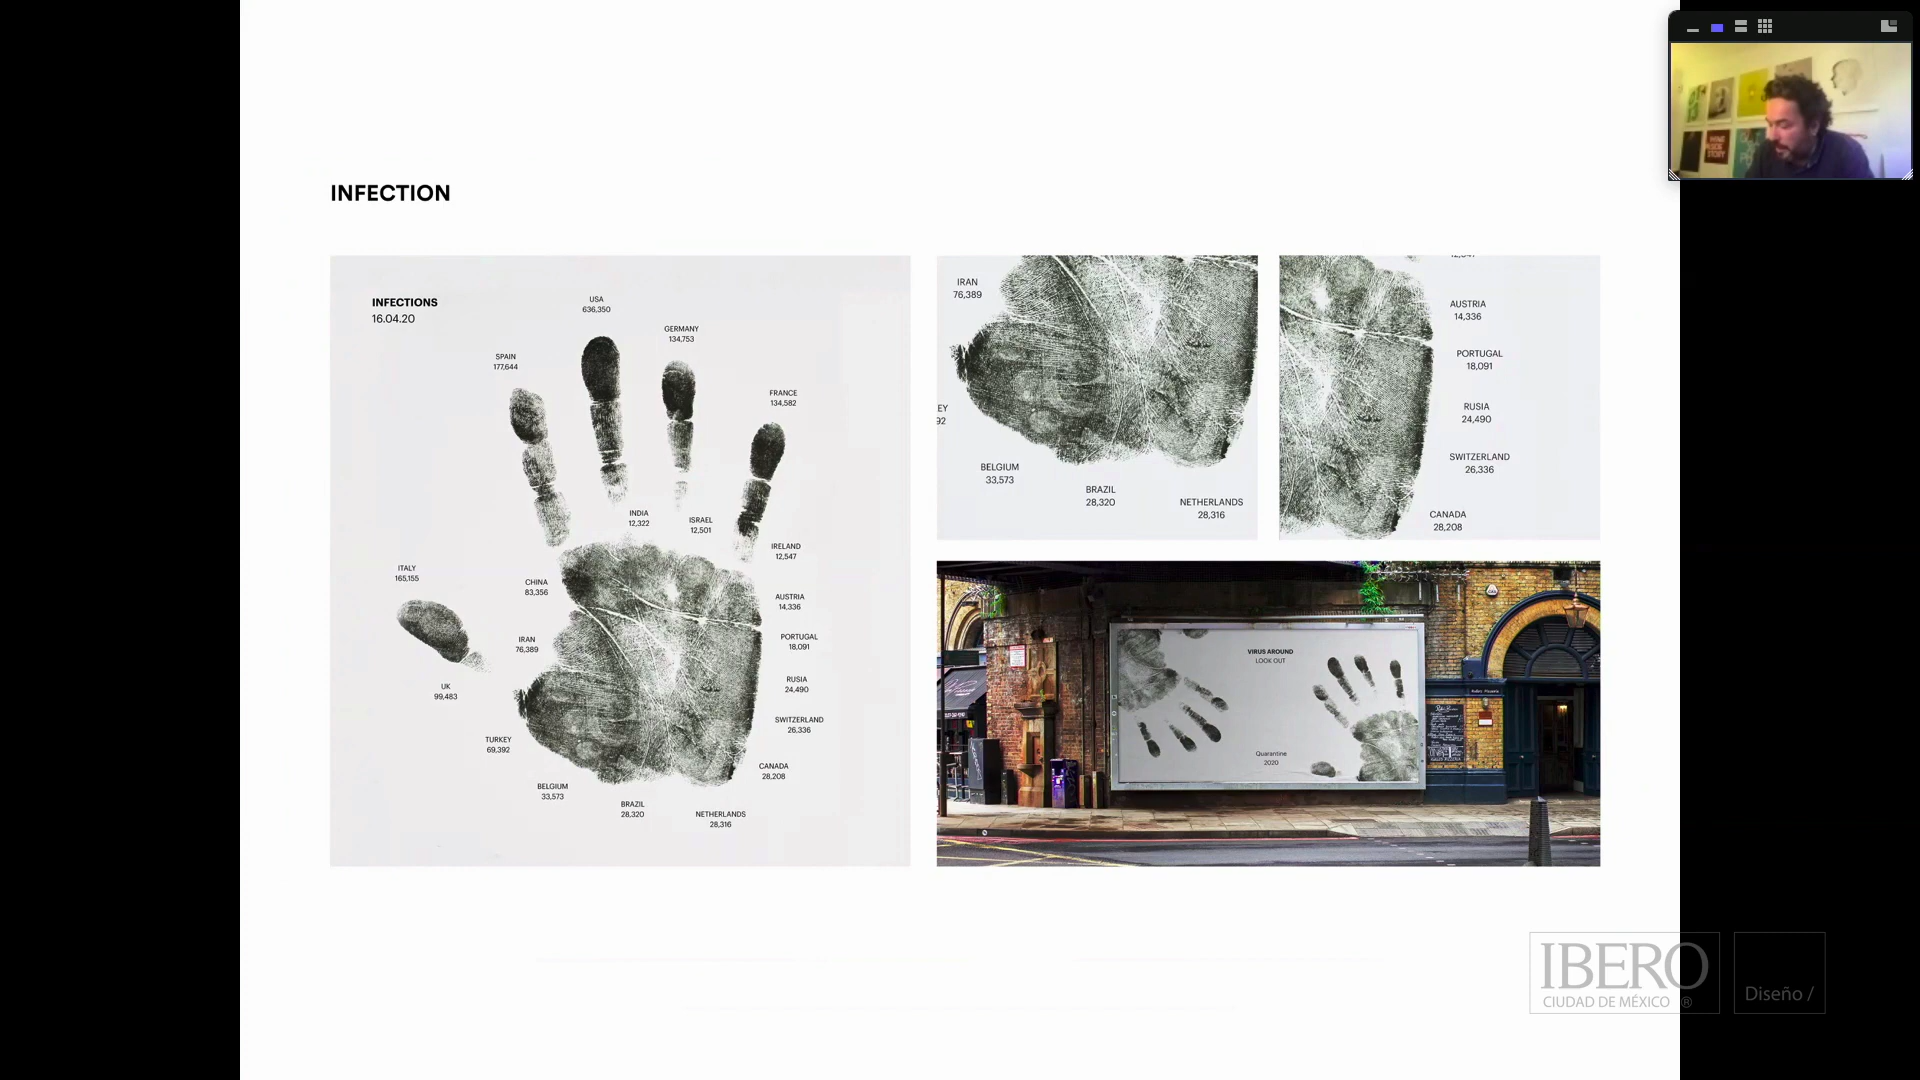 INFECTION
INFECTIONS
16.04.20
USA
636,350
GERMANY
134,753
SPAIN
177,644
FRANCE
134,582
INDIA
12,322
ISRAEL
12,501
IRELAND
12,547
ITALY
165,155
CHINA
83,356
AUSTRIA
14,336
IRAN
76,389
PORTUGAL
18,091
UK
99,483
RUSIA
24,490
TURKEY
69,392
SWITZERLAND
26,336
CANADA
28,208
BELGIUM
33,573
BRAZIL
28,320
NETHERLANDS
28,316
IRAN
76,389
EY
92
BELGIUM
33,573
BRAZIL
28,320
NETHERLANDS
28,316
AUSTRIA
14,336
PORTUGAL
18,091
RUSIA
24,490
SWITZERLAND
26,336
CANADA
28,208
VIRUS AROUND
LOOK OUT
Quarantine
2020
IBERO
CIUDAD DE MÉXICO ®
Diseño /